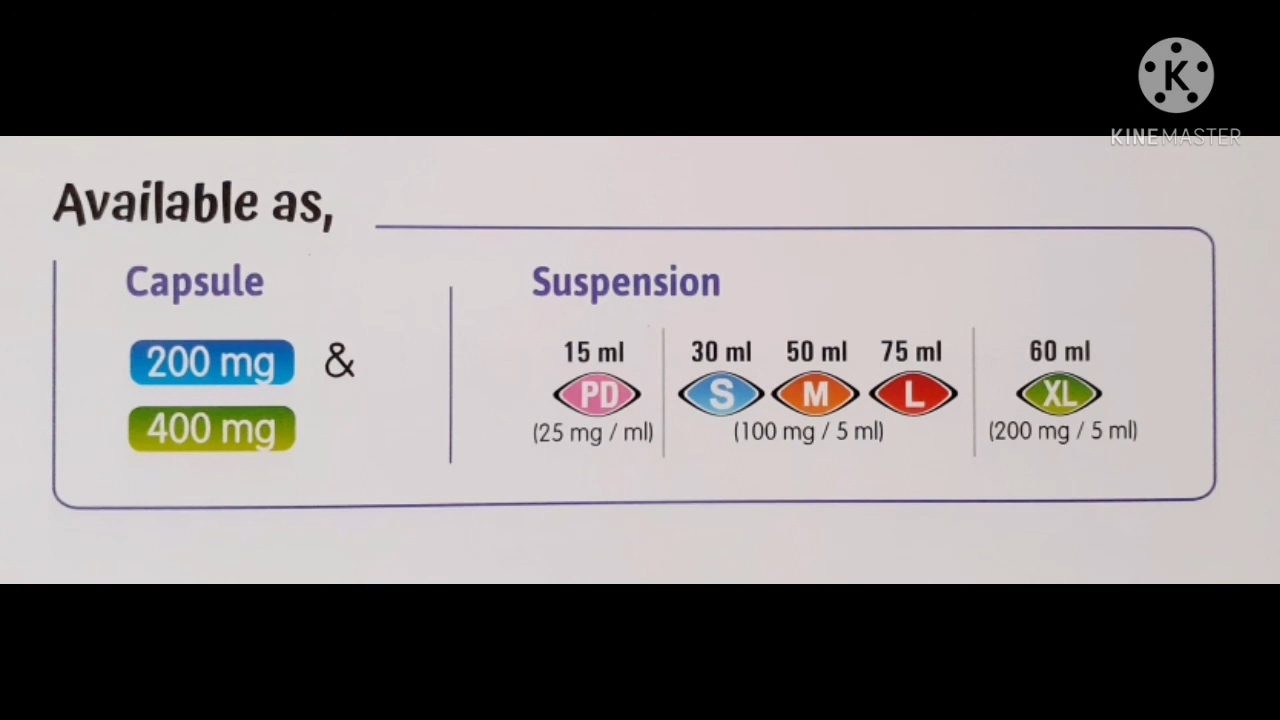 K
KINEMASTER
Available as,
Capsule
200 mg &
400 mg
Suspension
15 ml 30 ml 50 ml 75 ml 60 ml
PD S M L XL
(25 mg / ml) (100 mg / 5 ml) (200 mg / 5 ml)